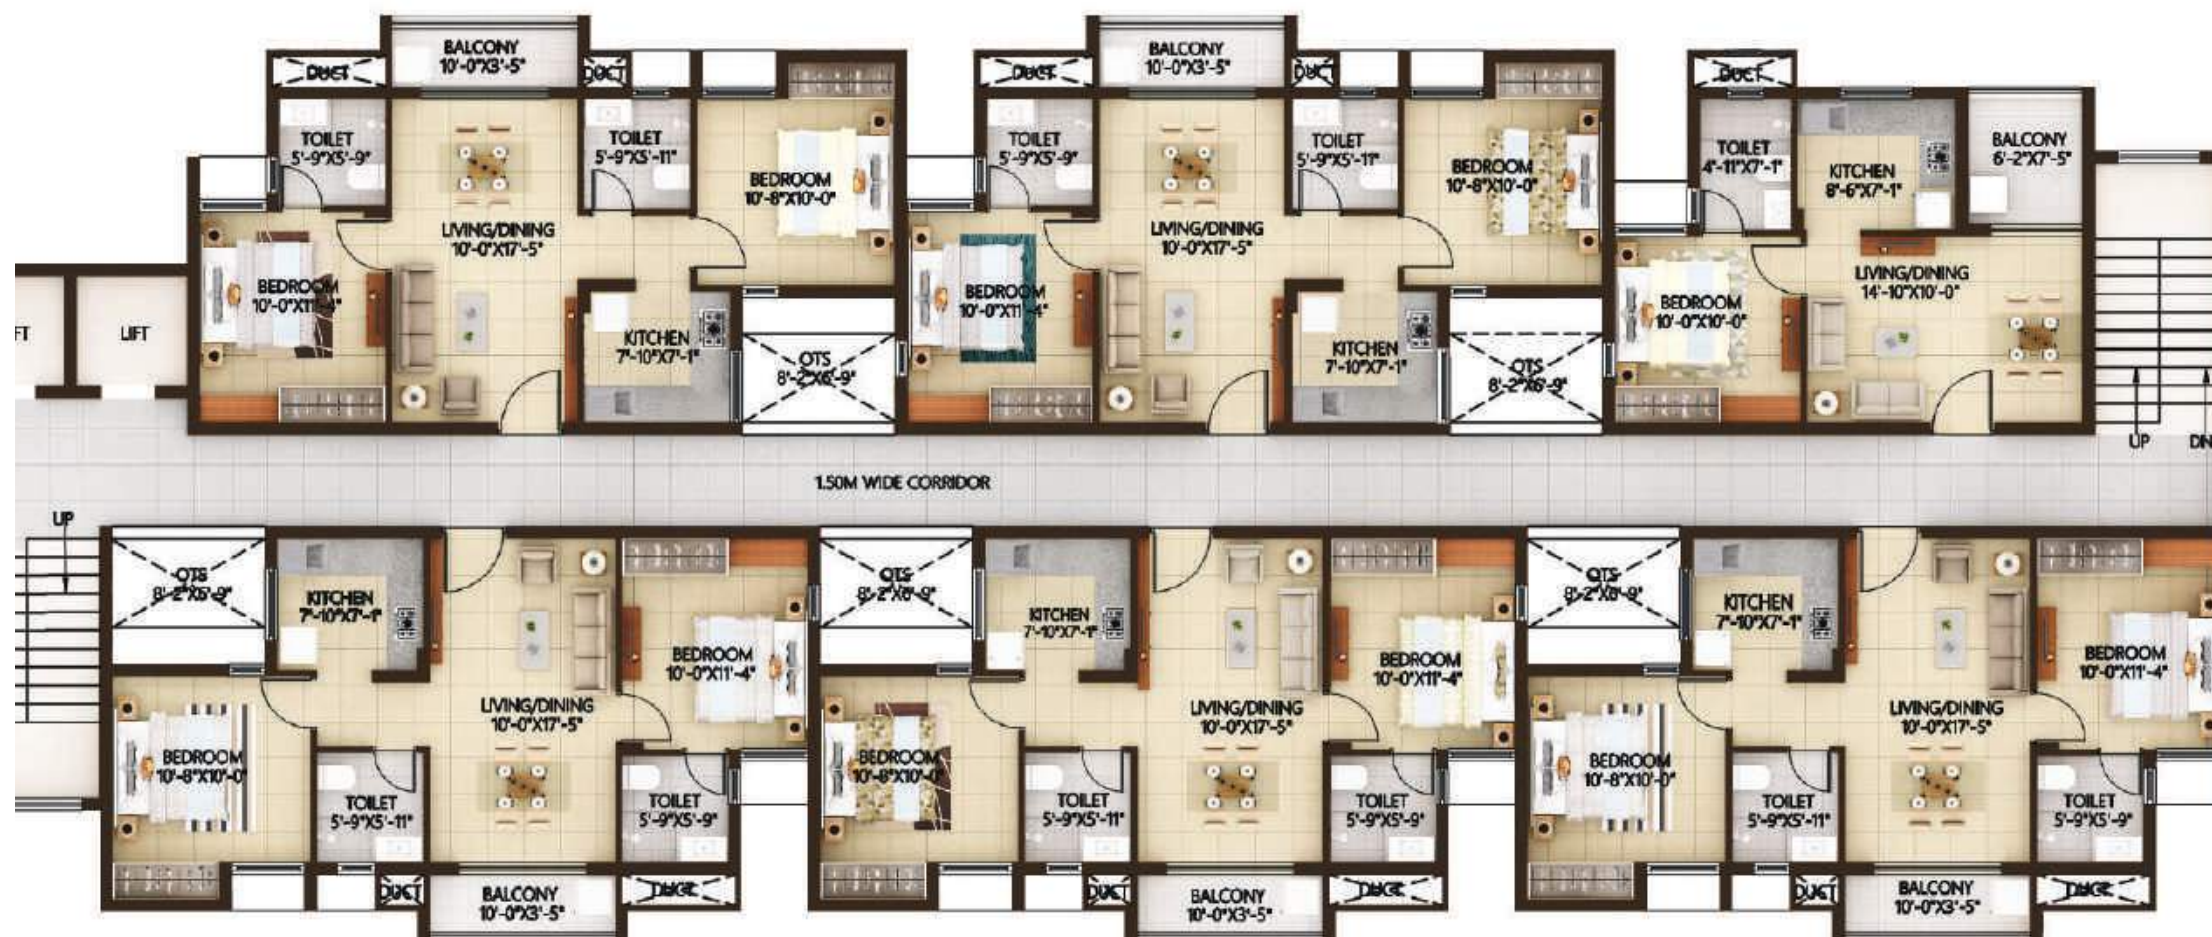 BALCONY
10'-0"X3'-5"
DUCT
DUCT
TOILET
5'-9"X5'-9"
TOILET
5'-9"X5'-11"
BEDROOM
10'-8"X10'-0"
LIVING/DINING
10'-0"X17'-5"
BEDROOM
10'-0"X11'-4"
KITCHEN
7'-10"X7'-1"
OTS
8'-2"X6'-9"
FT
LIFT
BALCONY
10'-0"X3'-5"
DUCT
DUCT
TOILET
5'-9"X5'-9"
TOILET
5'-9"X5'-11"
BEDROOM
10'-8"X10'-0"
LIVING/DINING
10'-0"X17'-5"
BEDROOM
10'-0"X11'-4"
KITCHEN
7'-10"X7'-1"
OTS
8'-2"X6'-9"
DUCT
TOILET
4'-11"X7'-1"
KITCHEN
8'-6"X7'-1"
BALCONY
6'-2"X7'-5"
LIVING/DINING
14'-10"X10'-0"
BEDROOM
10'-0"X10'-0"
UP
DN
1.50M WIDE CORRIDOR
UP
OTS
8'-2"X6'-9"
KITCHEN
7'-10"X7'-1"
BEDROOM
10'-0"X11'-4"
LIVING/DINING
10'-0"X17'-5"
BEDROOM
10'-8"X10'-0"
TOILET
5'-9"X5'-11"
TOILET
5'-9"X5'-9"
DUCT
BALCONY
10'-0"X3'-5"
DUCT
OTS
8'-2"X6'-9"
KITCHEN
7'-10"X7'-1"
BEDROOM
10'-0"X11'-4"
LIVING/DINING
10'-0"X17'-5"
BEDROOM
10'-8"X10'-0"
TOILET
5'-9"X5'-11"
TOILET
5'-9"X5'-9"
DUCT
BALCONY
10'-0"X3'-5"
DUCT
OTS
8'-2"X6'-9"
KITCHEN
7'-10"X7'-1"
BEDROOM
10'-0"X11'-4"
LIVING/DINING
10'-0"X17'-5"
BEDROOM
10'-8"X10'-0"
TOILET
5'-9"X5'-11"
TOILET
5'-9"X5'-9"
DUCT
BALCONY
10'-0"X3'-5"
DUCT